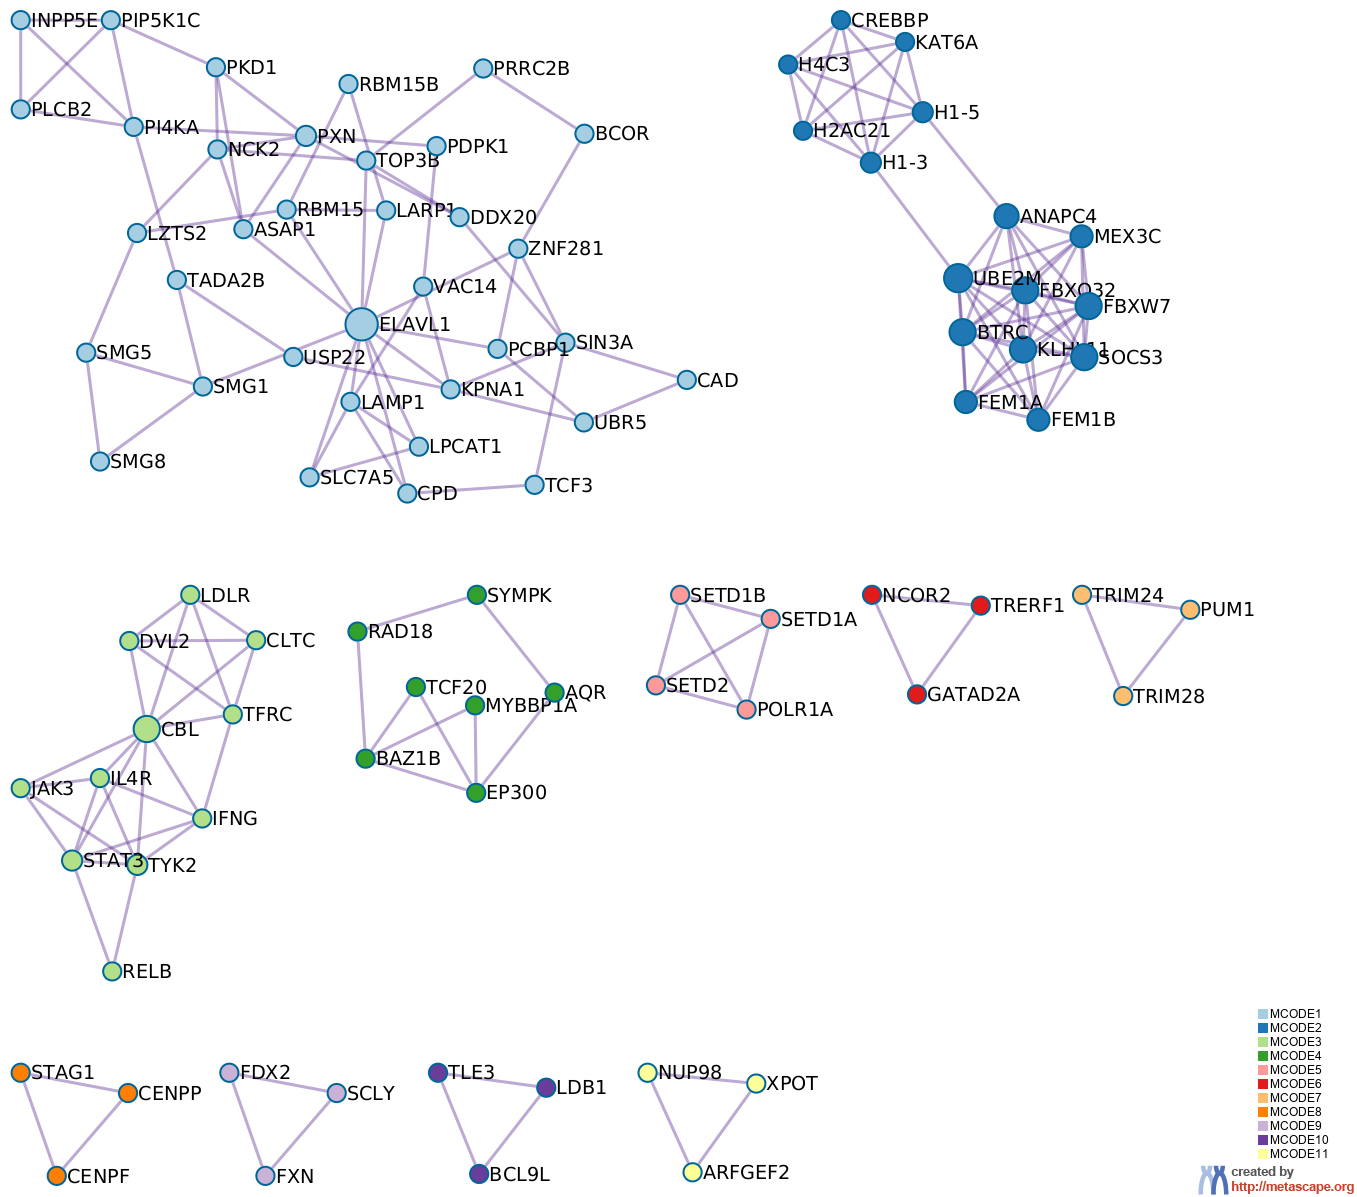 INPP5E
PIP5K1C
PKD1
PLCB2
PI4KA
NCK2
PXN
RBM15B
PRRC2B
BCOR
TOP3B
PDPK1
RBM15
LARP1
DDX20
LZTS2
ASAP1
ZNF281
TADA2B
VAC14
ELAVL1
SMG5
USP22
PCBP1
SIN3A
SMG1
KPNA1
CAD
LAMP1
UBR5
LPCAT1
SMG8
SLC7A5
CPD
TCF3
CREBBP
KAT6A
H4C3
H1-5
H2AC21
H1-3
ANAPC4
MEX3C
UBE2M
FBXO32
FBXW7
BTRC
KLHL11
SOCS3
FEM1A
FEM1B
LDLR
DVL2
CLTC
TFRC
CBL
IL4R
JAK3
IFNG
STAT3
TYK2
RELB
SYMPK
RAD18
TCF20
AQR
MYBBP1A
BAZ1B
EP300
SETD1B
SETD1A
SETD2
POLR1A
NCOR2
TRERF1
GATAD2A
TRIM24
PUM1
TRIM28
STAG1
CENPP
CENPF
FDX2
SCLY
FXN
TLE3
LDB1
BCL9L
NUP98
XPOT
ARFGEF2
MCODE1
MCODE2
MCODE3
MCODE4
MCODE5
MCODE6
MCODE7
MCODE8
MCODE9
MCODE10
MCODE11
created by
http://metascape.org